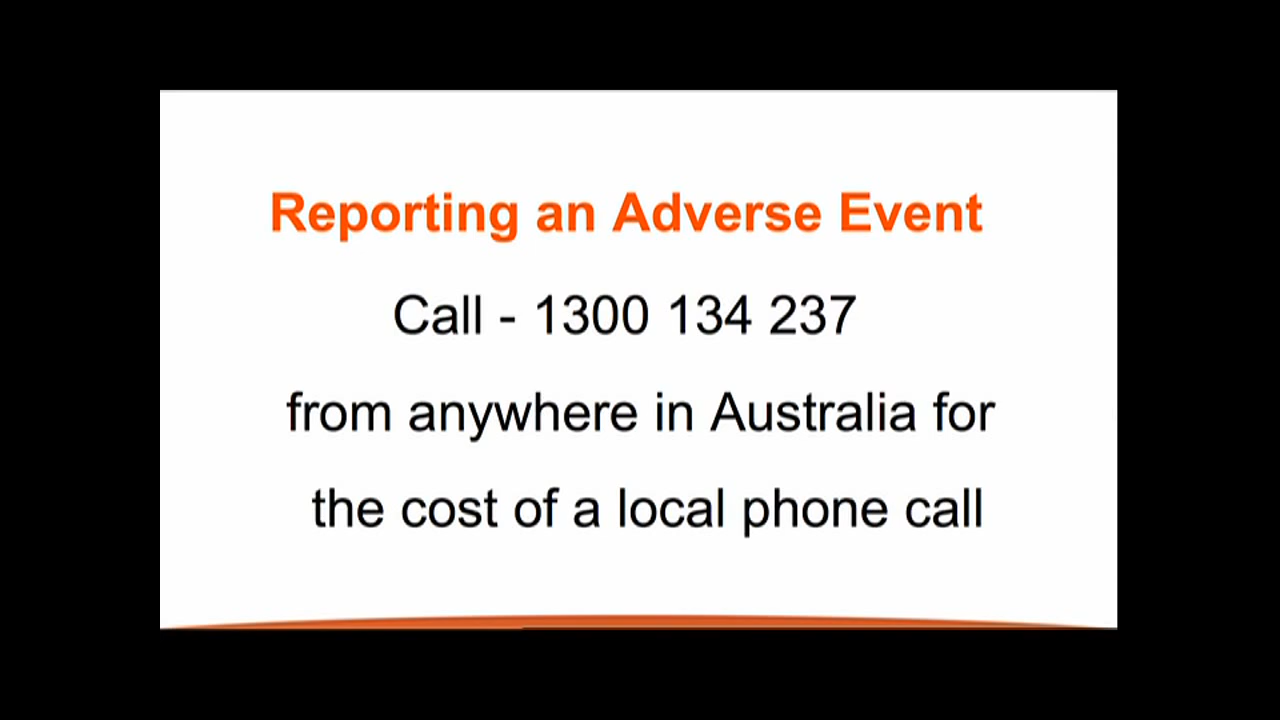 Reporting an Adverse Event
Call - 1300 134 237
from anywhere in Australia for
the cost of a local phone call